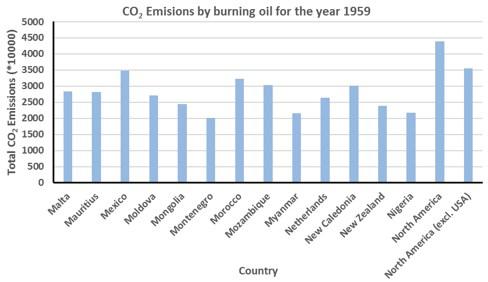 CO₂ Emisions by burning oil for the year 1959
Total CO₂ Emissions (*10000)
5000
4500
4000
3500
3000
2500
2000
1500
1000
500
0
Malta
Mauritius
Mexico
Moldova
Mongolia
Montenegro
Morocco
Mozambique
Myanmar
Netherlands
New Caledonia
New Zealand
Nigeria
North America
North America (excl. USA)
Country